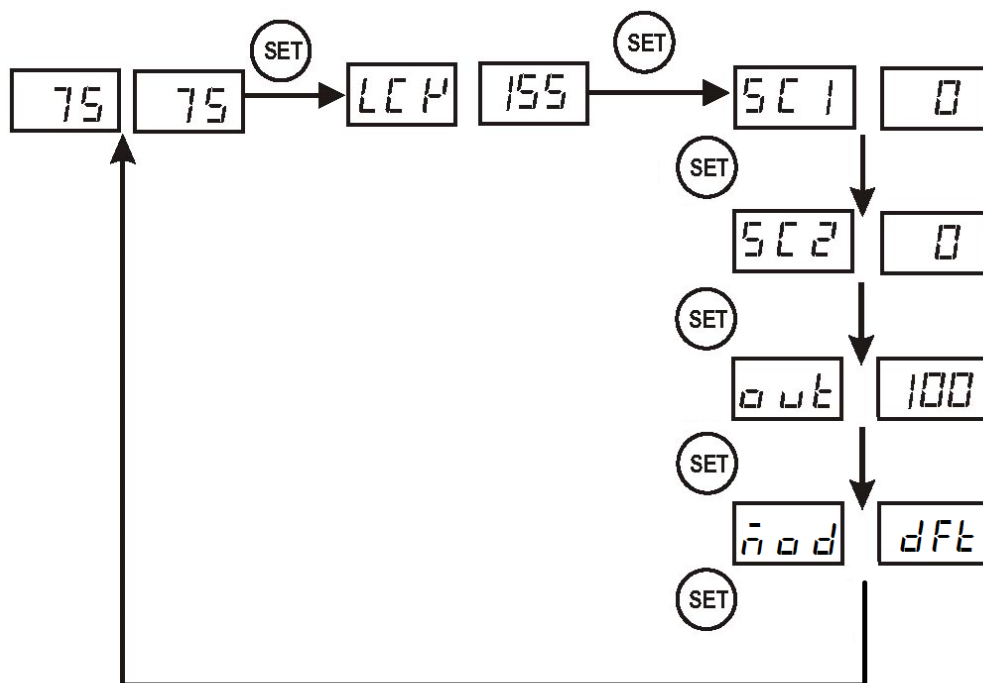 SET SET
75 75 LCK 155 SC1 0
SET
SC2 0
SET
out 100
SET
mod dFt
SET